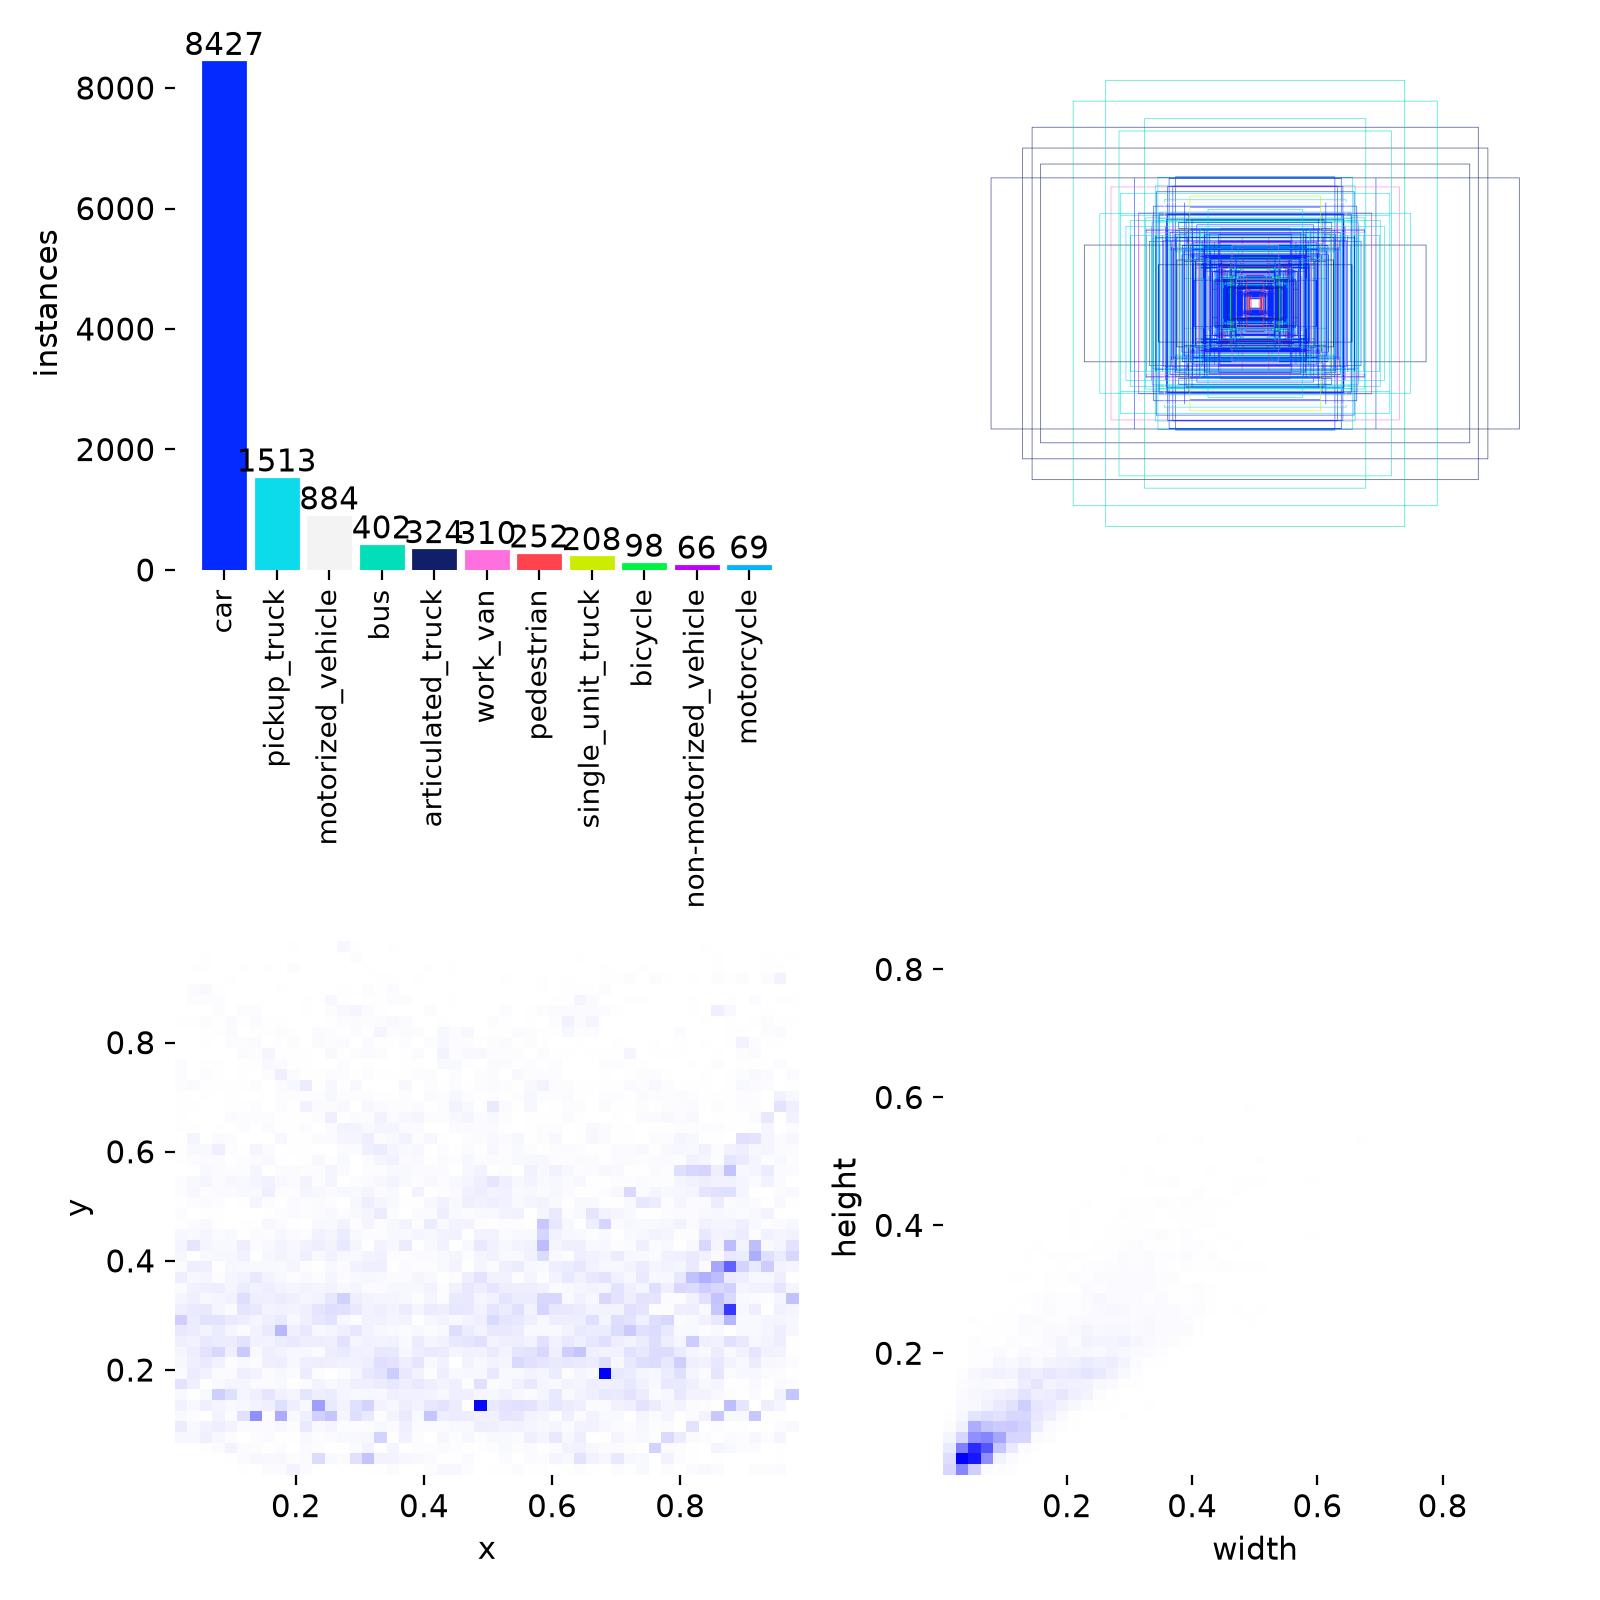 8427
8000
6000
4000
2000
0
instances
1513
884
402
324
310
252
208
98
66
69
car
pickup_truck
motorized_vehicle
bus
articulated_truck
work_van
pedestrian
single_unit_truck
bicycle
non-motorized_vehicle
motorcycle
0.8
0.6
0.4
0.2
y
0.2
0.4
0.6
0.8
x
0.8
0.6
0.4
0.2
height
0.2
0.4
0.6
0.8
width